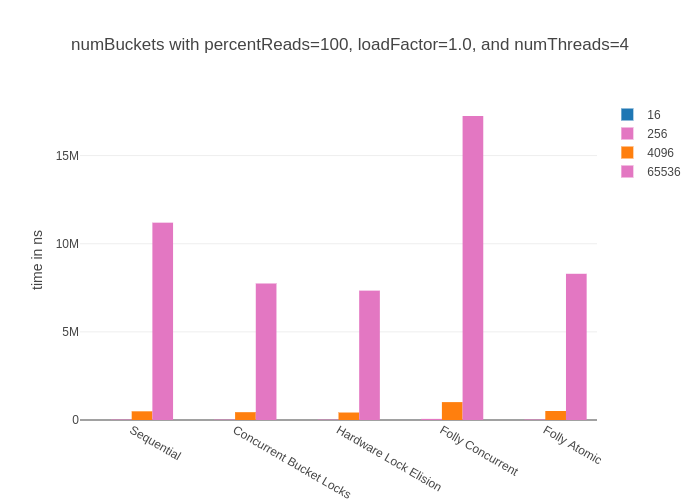 numBuckets with percentReads=100, loadFactor=1.0, and numThreads=4
16
256
4096
65536
time in ns
15M
10M
5M
0
Sequential
Concurrent Bucket Locks
Hardware Lock Elision
Folly Concurrent
Folly Atomic